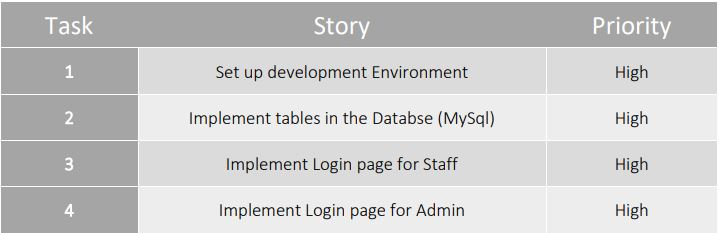 Task Story Priority
1 Set up development Environment High
2 Implement tables in the Databse (MySql) High
3 Implement Login page for Staff High
4 Implement Login page for Admin High